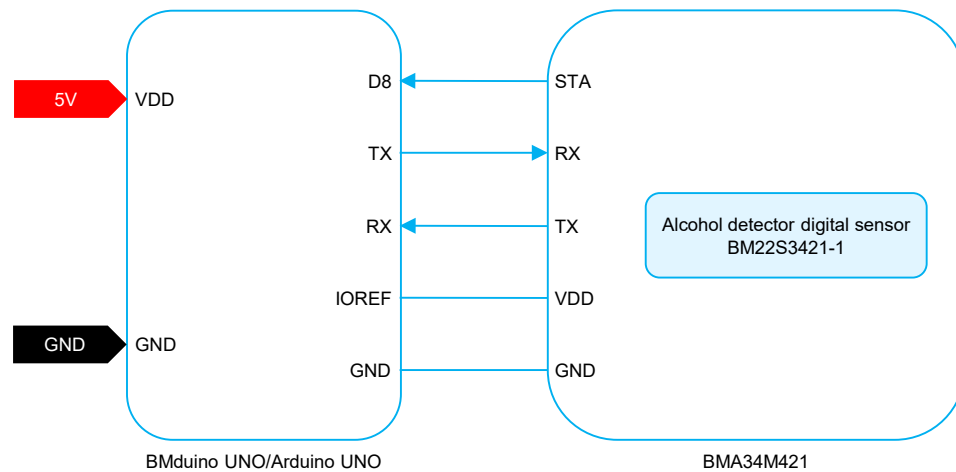 D8
STA
5V
VDD
TX
RX
RX
TX
Alcohol detector digital sensor
BM22S3421-1
IOREF
VDD
GND
GND
GND
GND
BMduino UNO/Arduino UNO
BMA34M421